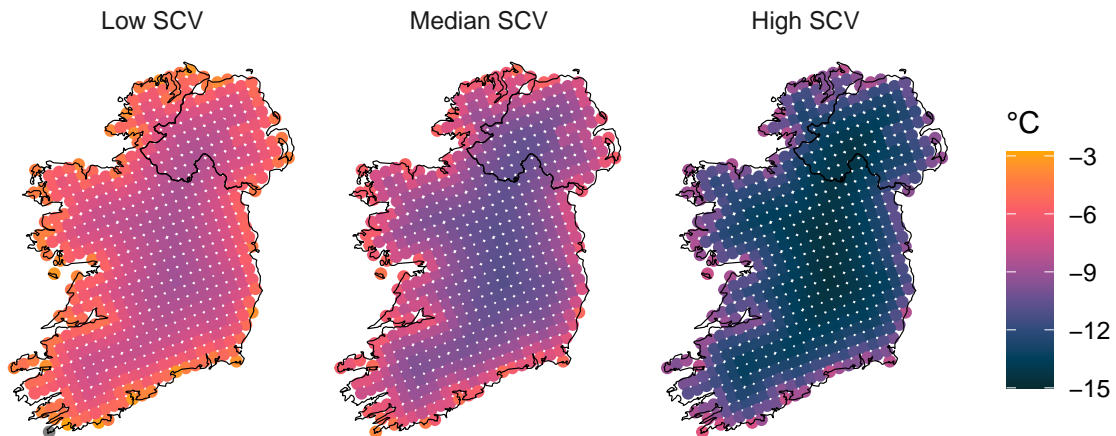 Low SCV
Median SCV
High SCV
°C
−3
−6
−9
−12
−15